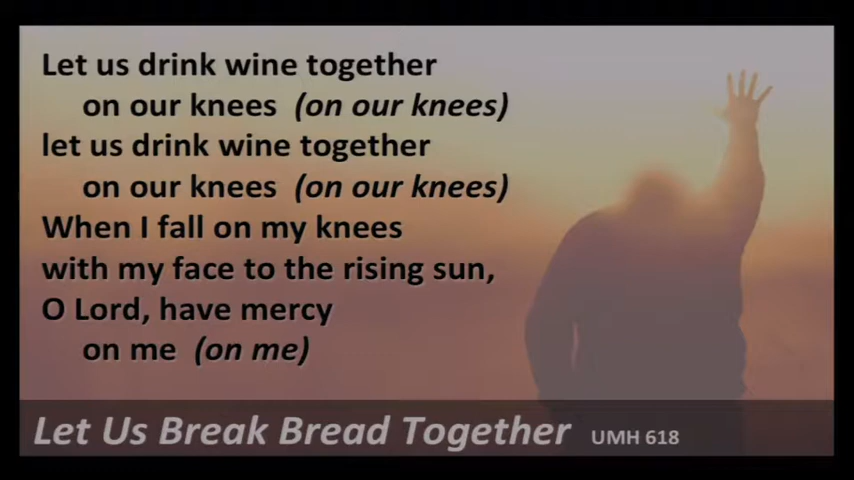 Let us drink wine together
on our knees (on our knees)
let us drink wine together
on our knees (on our knees)
When I fall on my knees
with my face to the rising sun,
O Lord, have mercy
on me (on me)
Let Us Break Bread Together UMH 618